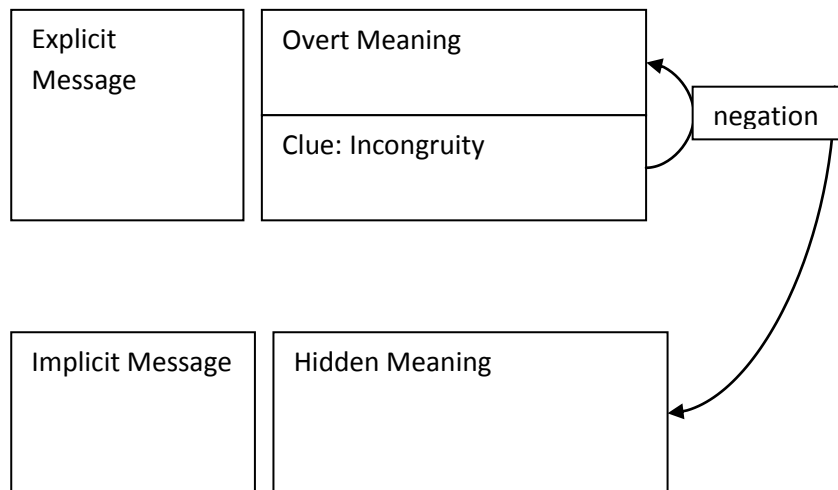 Explicit
Message
Overt Meaning
Clue: Incongruity
negation
Implicit Message
Hidden Meaning